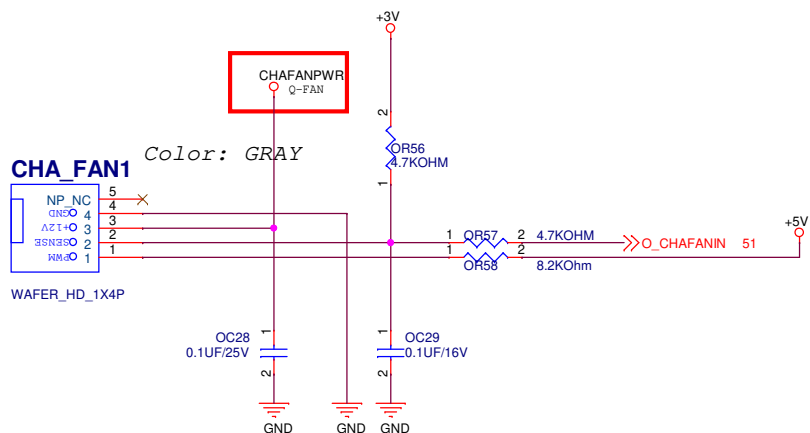 +3V
CHAFANPWR
Q-FAN
2
OR56
4.7KOHM
1
Color: GRAY
CHA_FAN1
NP_NC 5
GND 4 4
+12V 3 3
SENSE 2 2
PWM 1 1
WAFER_HD_1X4P
1 OR57 2 4.7KOHM
O_CHAFANIN 51
1 OR58 2 8.2KOhm
+5V
1
OC28
0.1UF/25V
2
1
OC29
0.1UF/16V
2
GND
GND
GND